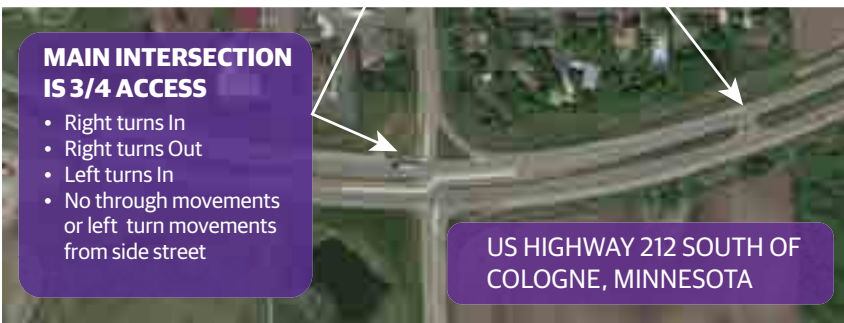 MAIN INTERSECTION
IS 3/4 ACCESS
• Right turns In
• Right turns Out
• Left turns In
• No through movements
or left turn movements
from side street
US HIGHWAY 212 SOUTH OF
COLOGNE, MINNESOTA